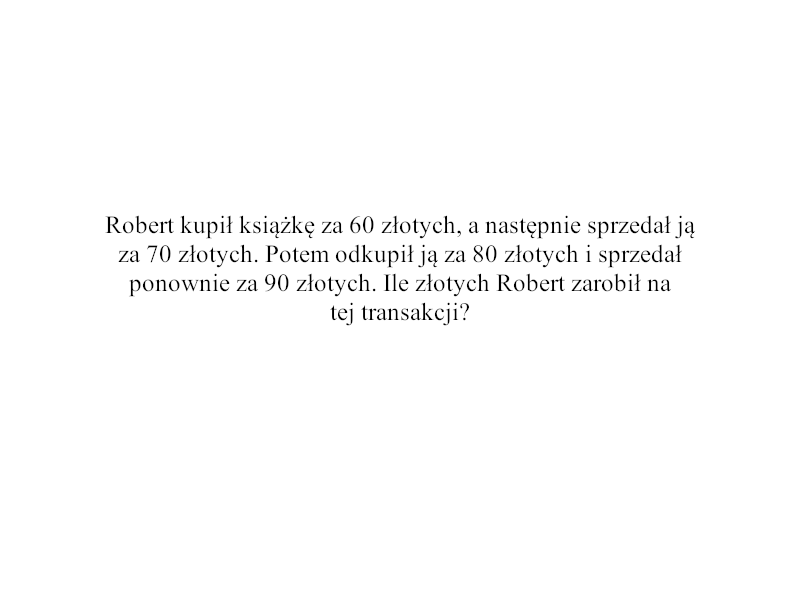 Robert kupił książkę za 60 złotych, a następnie sprzedał ją
za 70 złotych. Potem odkupił ją za 80 złotych i sprzedał
ponownie za 90 złotych. Ile złotych Robert zarobił na
tej transakcji?